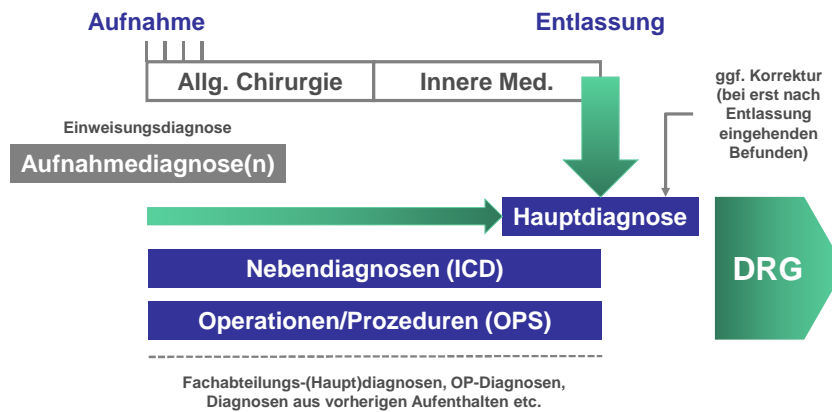 Aufnahme
Entlassung
Allg. Chirurgie
Innere Med.
ggf. Korrektur
(bei erst nach
Entlassung
eingehenden
Befunden)
Einweisungsdiagnose
Aufnahmediagnose(n)
Hauptdiagnose
DRG
Nebendiagnosen (ICD)
Operationen/Prozeduren (OPS)
Fachabteilungs-(Haupt)diagnosen, OP-Diagnosen,
Diagnosen aus vorherigen Aufenthalten etc.